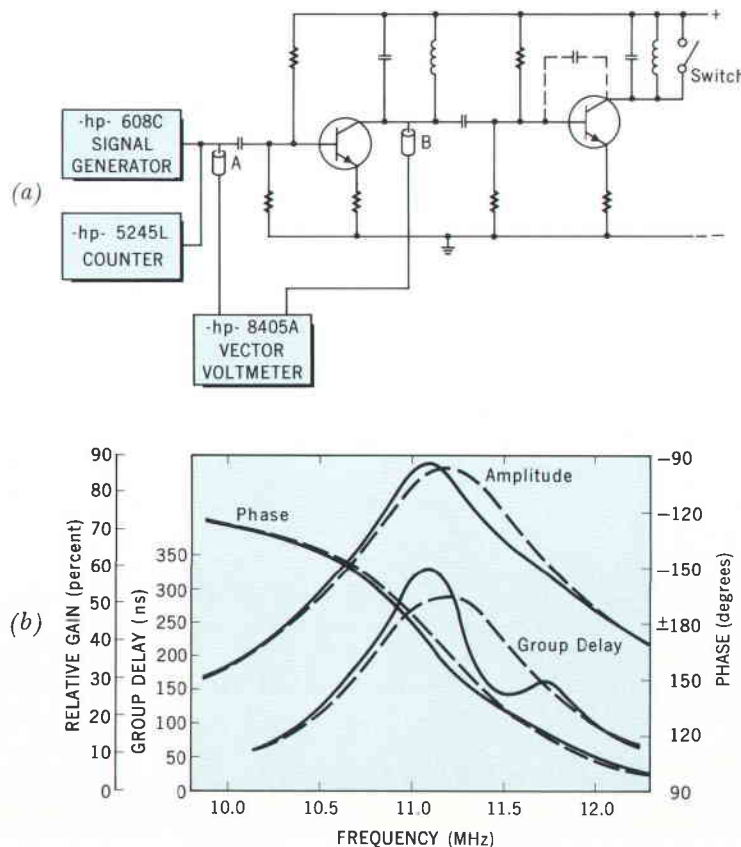 (a)
-hp- 608C
SIGNAL
GENERATOR
-hp- 5245L
COUNTER
A
B
-hp- 8405A
VECTOR
VOLTMETER
+
Switch
−
(b)
RELATIVE GAIN (percent)
90
80
70
60
50
40
30
20
10
0
GROUP DELAY (ns)
350
300
250
200
150
100
50
0
Phase
Amplitude
Group Delay
−90
−120
−150
±180
150
120
90
PHASE (degrees)
10.0 10.5 11.0 11.5 12.0
FREQUENCY (MHz)